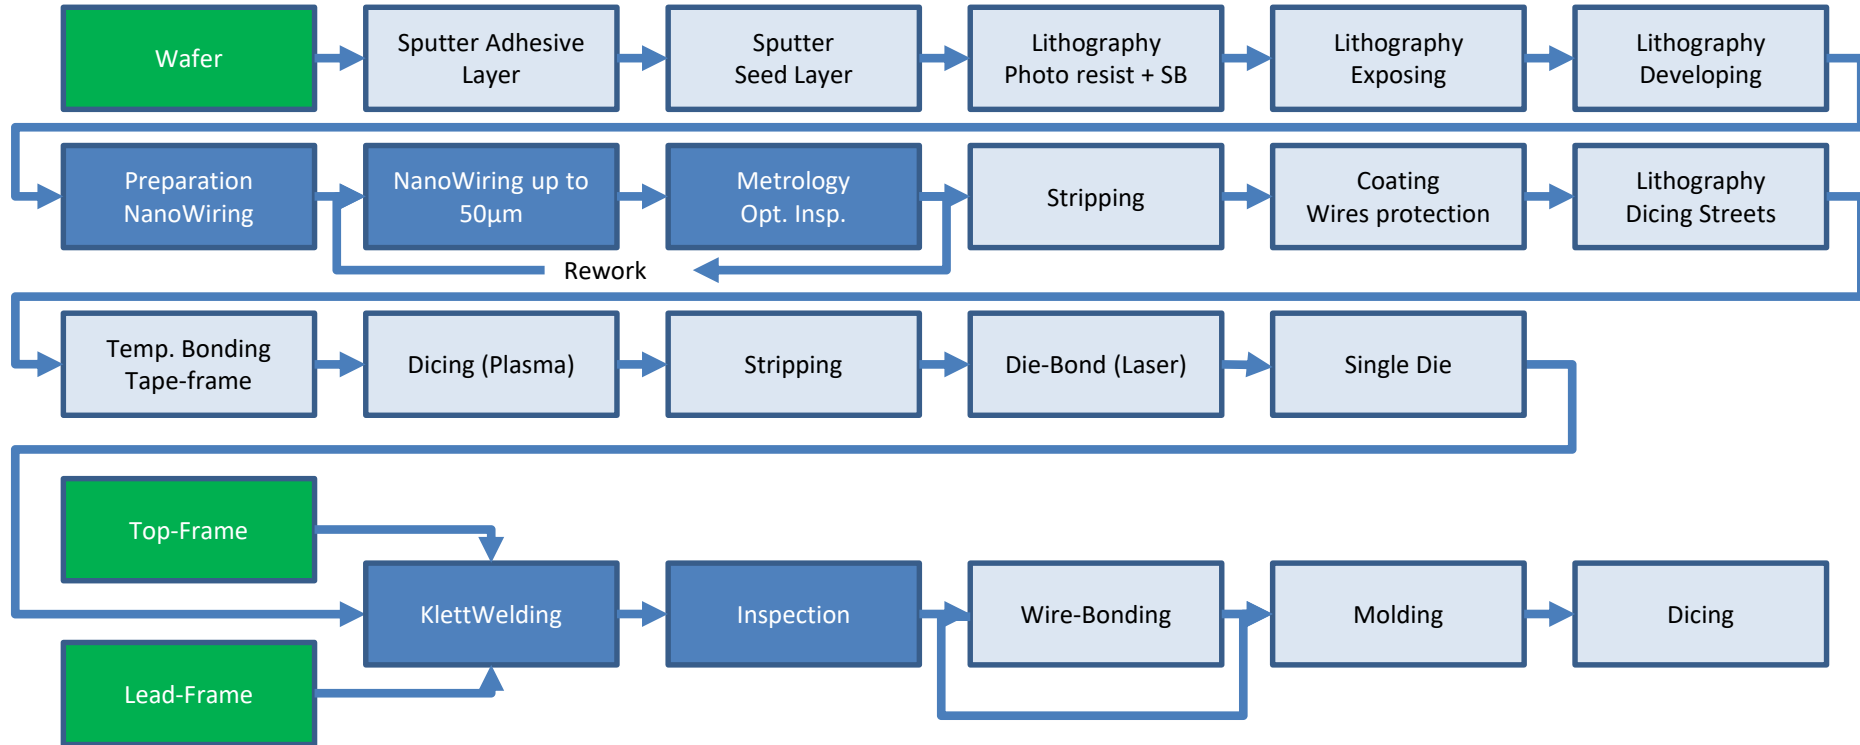 Wafer
Sputter Adhesive
Layer
Sputter
Seed Layer
Lithography
Photo resist + SB
Lithography
Exposing
Lithography
Developing
Preparation
NanoWiring
NanoWiring up to
50µm
Metrology
Opt. Insp.
Stripping
Coating
Wires protection
Lithography
Dicing Streets
Rework
Temp. Bonding
Tape-frame
Dicing (Plasma)
Stripping
Die-Bond (Laser)
Single Die
Top-Frame
KlettWelding
Inspection
Wire-Bonding
Molding
Dicing
Lead-Frame